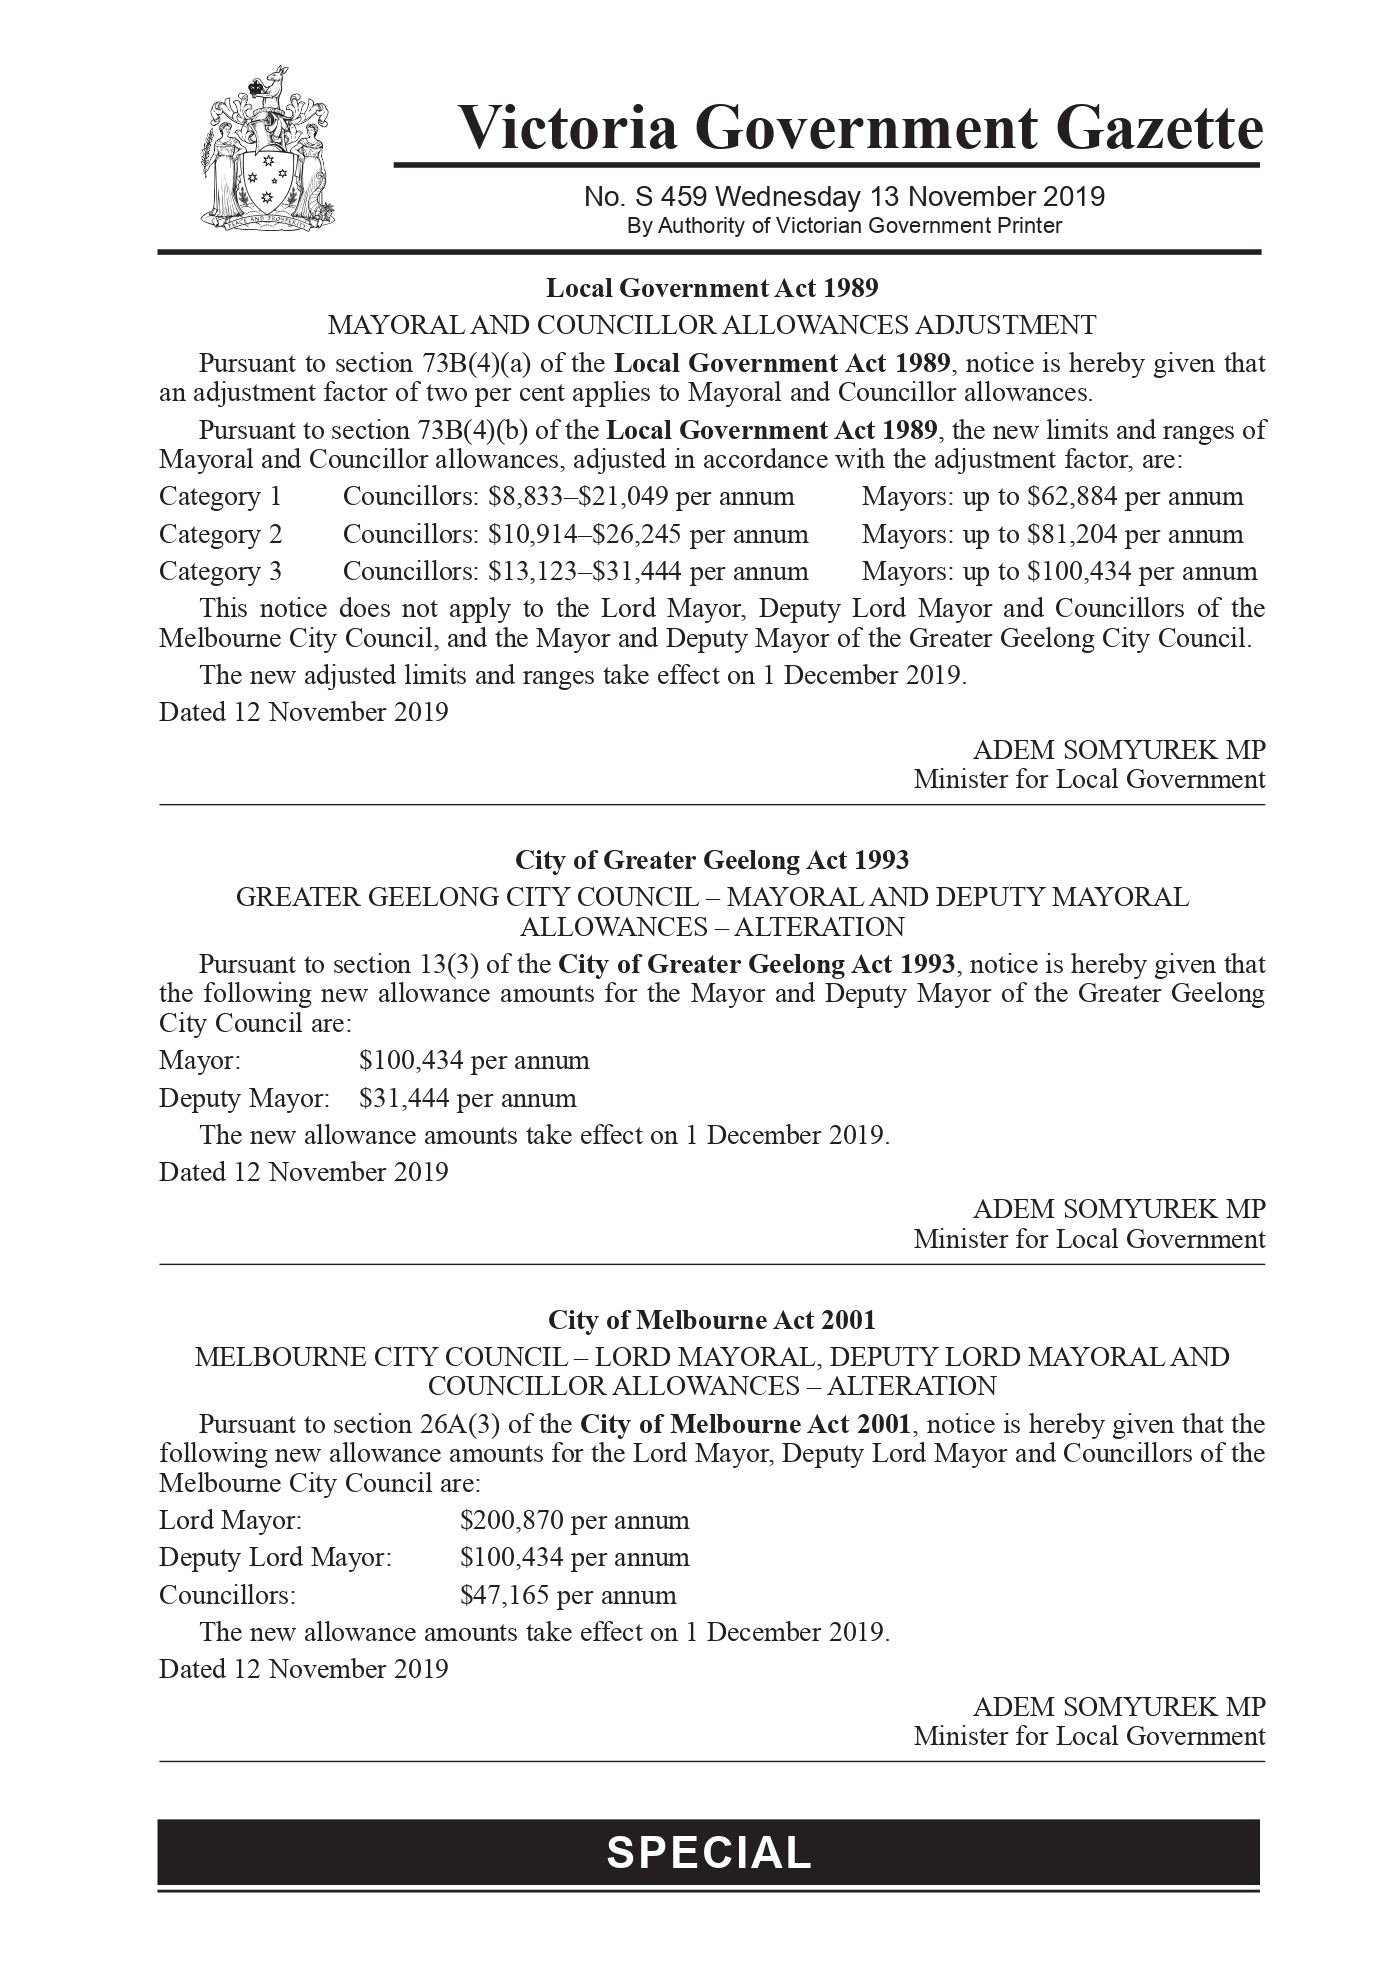 Victoria Government Gazette
No. S 459 Wednesday 13 November 2019
By Authority of Victorian Government Printer
Local Government Act 1989
MAYORAL AND COUNCILLOR ALLOWANCES ADJUSTMENT
Pursuant to section 73B(4)(a) of the Local Government Act 1989, notice is hereby given that
an adjustment factor of two per cent applies to Mayoral and Councillor allowances.
Pursuant to section 73B(4)(b) of the Local Government Act 1989, the new limits and ranges of
Mayoral and Councillor allowances, adjusted in accordance with the adjustment factor, are:
Category 1 Councillors: $8,833–$21,049 per annum Mayors: up to $62,884 per annum
Category 2 Councillors: $10,914–$26,245 per annum Mayors: up to $81,204 per annum
Category 3 Councillors: $13,123–$31,444 per annum Mayors: up to $100,434 per annum
This notice does not apply to the Lord Mayor, Deputy Lord Mayor and Councillors of the
Melbourne City Council, and the Mayor and Deputy Mayor of the Greater Geelong City Council.
The new adjusted limits and ranges take effect on 1 December 2019.
Dated 12 November 2019
ADEM SOMYUREK MP
Minister for Local Government
City of Greater Geelong Act 1993
GREATER GEELONG CITY COUNCIL – MAYORAL AND DEPUTY MAYORAL
ALLOWANCES – ALTERATION
Pursuant to section 13(3) of the City of Greater Geelong Act 1993, notice is hereby given that
the following new allowance amounts for the Mayor and Deputy Mayor of the Greater Geelong
City Council are:
Mayor: $100,434 per annum
Deputy Mayor: $31,444 per annum
The new allowance amounts take effect on 1 December 2019.
Dated 12 November 2019
ADEM SOMYUREK MP
Minister for Local Government
City of Melbourne Act 2001
MELBOURNE CITY COUNCIL – LORD MAYORAL, DEPUTY LORD MAYORAL AND
COUNCILLOR ALLOWANCES – ALTERATION
Pursuant to section 26A(3) of the City of Melbourne Act 2001, notice is hereby given that the
following new allowance amounts for the Lord Mayor, Deputy Lord Mayor and Councillors of the
Melbourne City Council are:
Lord Mayor: $200,870 per annum
Deputy Lord Mayor: $100,434 per annum
Councillors: $47,165 per annum
The new allowance amounts take effect on 1 December 2019.
Dated 12 November 2019
ADEM SOMYUREK MP
Minister for Local Government
SPECIAL